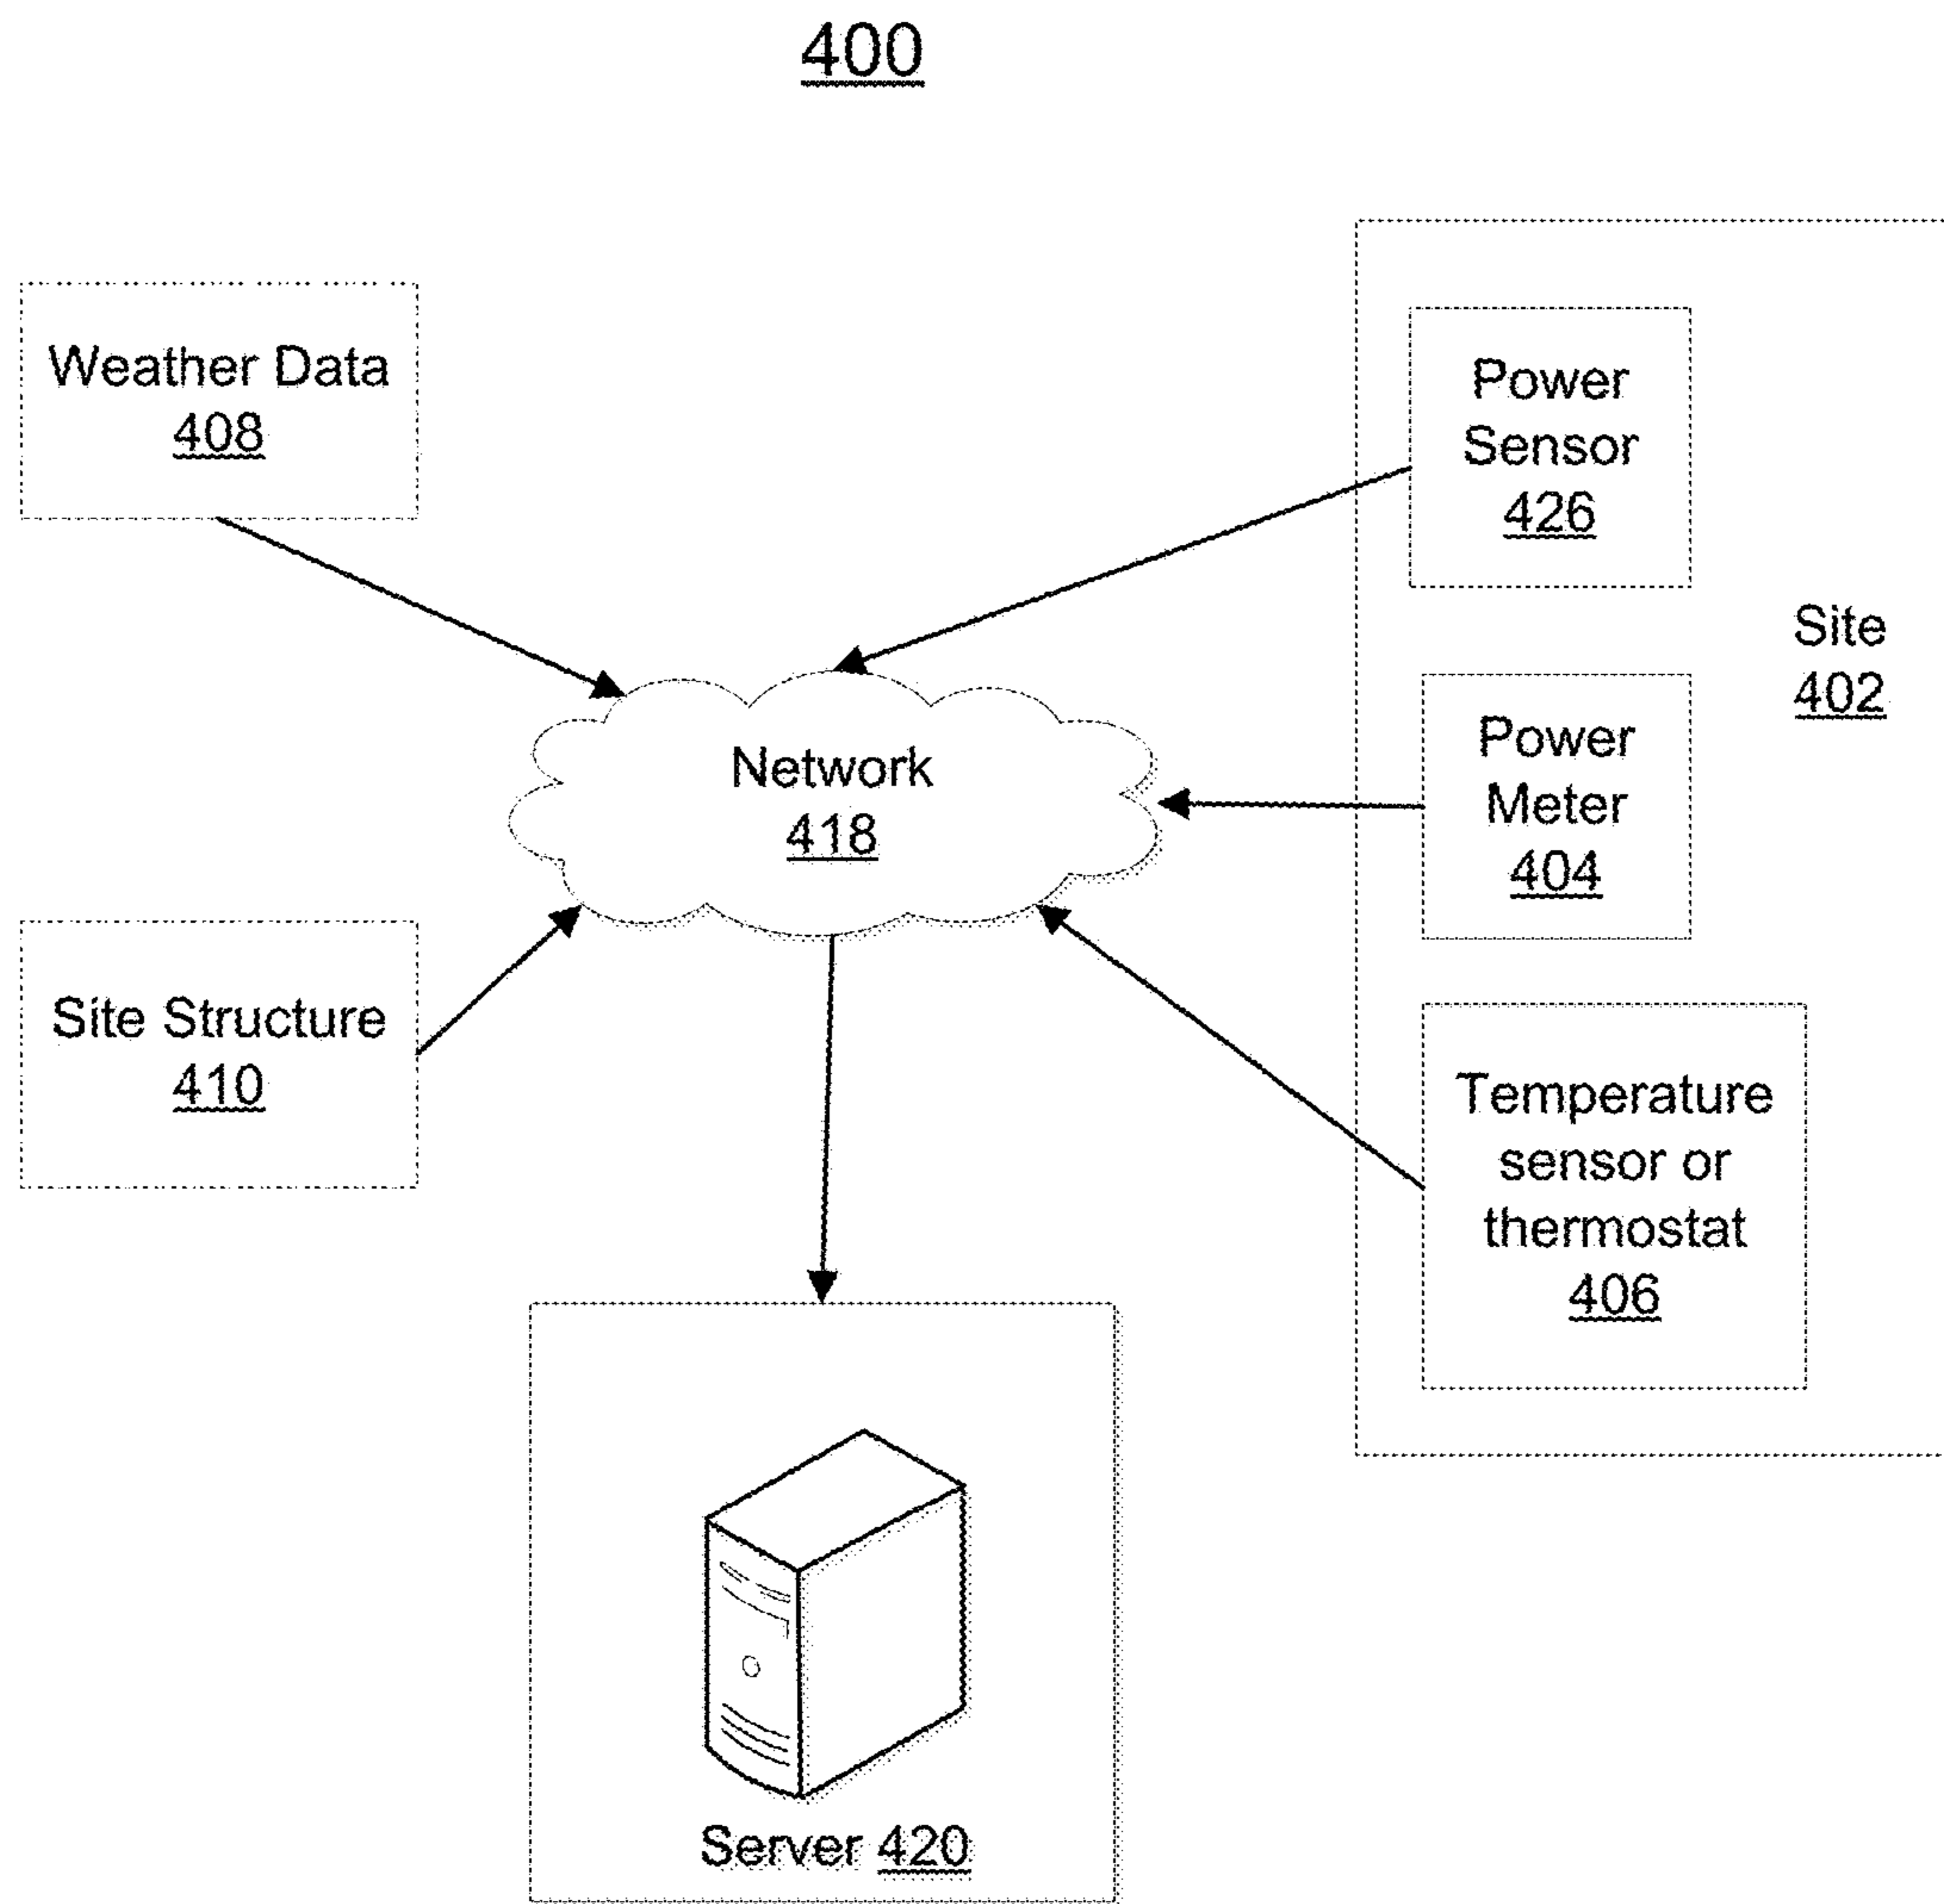 400
Weather Data
408
Power
Sensor
426
Site
402
Network
418
Power
Meter
404
Site Structure
410
Temperature
sensor or
thermostat
406
Server 420